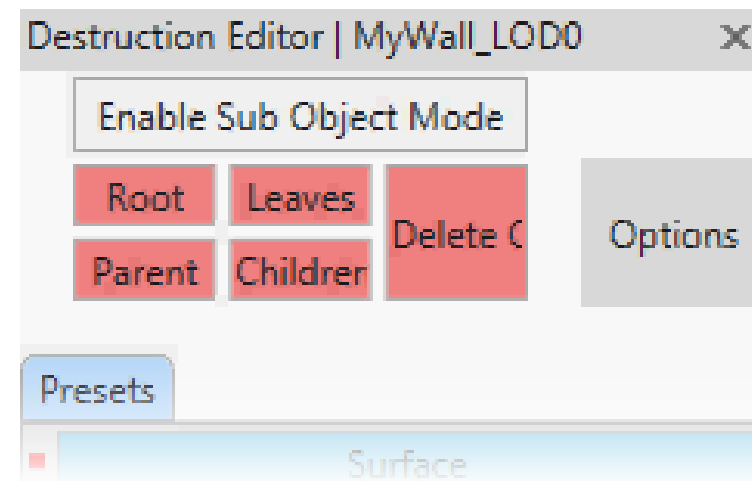 Destruction Editor | MyWall_LOD0
Enable Sub Object Mode
Root Leaves
Delete C Options
Parent Childrer
Presets
Surface